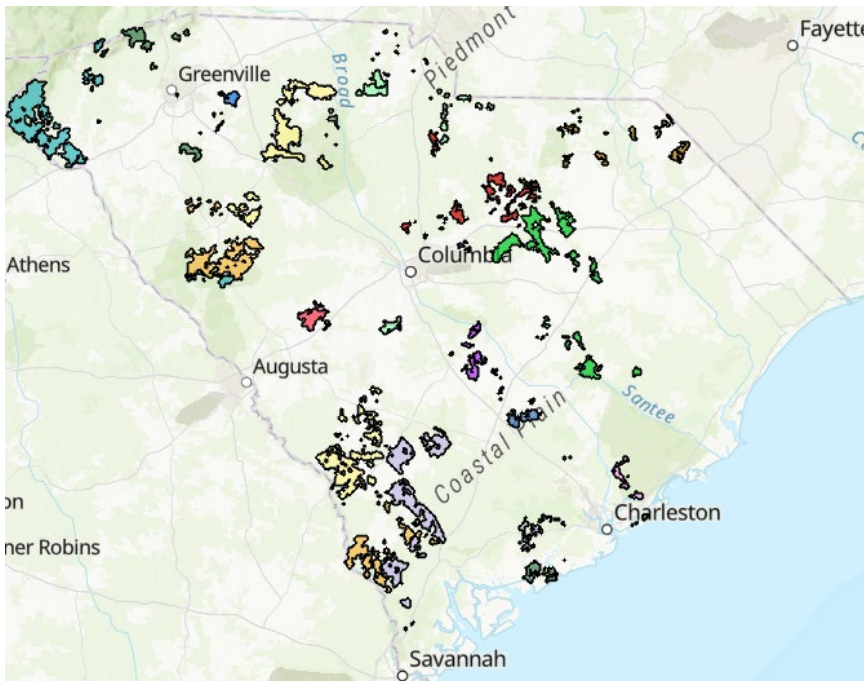 Piedmont
Fayette
Greenville
Broad
Columbia
Athens
Augusta
Santee
Coastal Plain
on
Charleston
ner Robins
Savannah